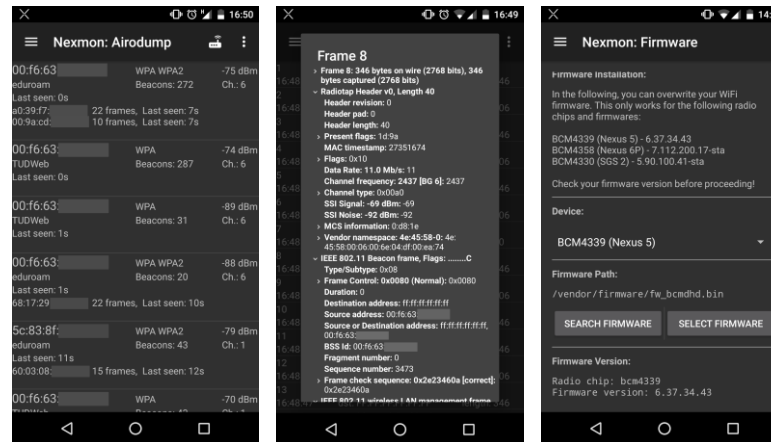 16:50
Nexmon: Airodump
00:f6:63 WPA WPA2 -75 dBm
eduroam Beacons: 272 Ch.: 6
Last seen: 0s
a0:39:f7: 22 frames, Last seen: 7s
00:9a:cd: 10 frames, Last seen: 7s
00:f6:63: WPA -74 dBm
TUDWeb Beacons: 287 Ch.: 6
Last seen: 0s
00:f6:63: WPA -89 dBm
TUDWeb Beacons: 31 Ch.: 6
Last seen: 1s
00:f6:63: WPA WPA2 -88 dBm
eduroam Beacons: 20 Ch.: 6
Last seen: 1s
68:17:29 22 frames, Last seen: 10s
5c:83:8f: WPA WPA2 -79 dBm
eduroam Beacons: 43 Ch.: 1
Last seen: 11s
60:03:08: 15 frames, Last seen: 12s
00:f6:63: WPA WPA2 -70 dBm
16:49
Frame 8
Frame 8: 346 bytes on wire (2768 bits), 346
bytes captured (2768 bits)
Radiotap Header v0, Length 40
Header revision: 0
Header pad: 0
Header length: 40
Present flags: 1d:9a
MAC timestamp: 27351674
Flags: 0x10
Data Rate: 11.0 Mb/s: 11
Channel frequency: 2437 [BG 6]: 2437
Channel type: 0x00a0
SSI Signal: -69 dBm: -69
SSI Noise: -92 dBm: -92
MCS information: 0:d8:1e
Vendor namespace: 4e:45:58-0: 4e:
45:58:00:06:00:6e:04:df:00:ea:74
IEEE 802.11 Beacon frame, Flags: ........C
Type/Subtype: 0x08
Frame Control: 0x0080 (Normal): 0x0080
Duration: 0
Destination address: ff:ff:ff:ff:ff:ff
Source address: 00:f6:63
Source or Destination address: ff:ff:ff:ff:ff:ff,
00:f6:63:
BSS Id: 00:f6:63
Fragment number: 0
Sequence number: 3473
Frame check sequence: 0x2e23460a [correct]:
0x2e23460a
IEEE 802.11 wireless LAN management frame
14:
Nexmon: Firmware
Firmware Installation:
In the following, you can overwrite your WiFi
firmware. This only works for the following radio
chips and firmwares:
BCM4339 (Nexus 5) - 6.37.34.43
BCM4358 (Nexus 6P) - 7.112.200.17-sta
BCM4330 (SGS 2) - 5.90.100.41-sta
Check your firmware version before proceeding!
Device:
BCM4339 (Nexus 5)
Firmware Path:
/vendor/firmware/fw_bcmdhd.bin
SEARCH FIRMWARE SELECT FIRMWARE
Firmware Version:
Radio chip: bcm4339
Firmware version: 6.37.34.43